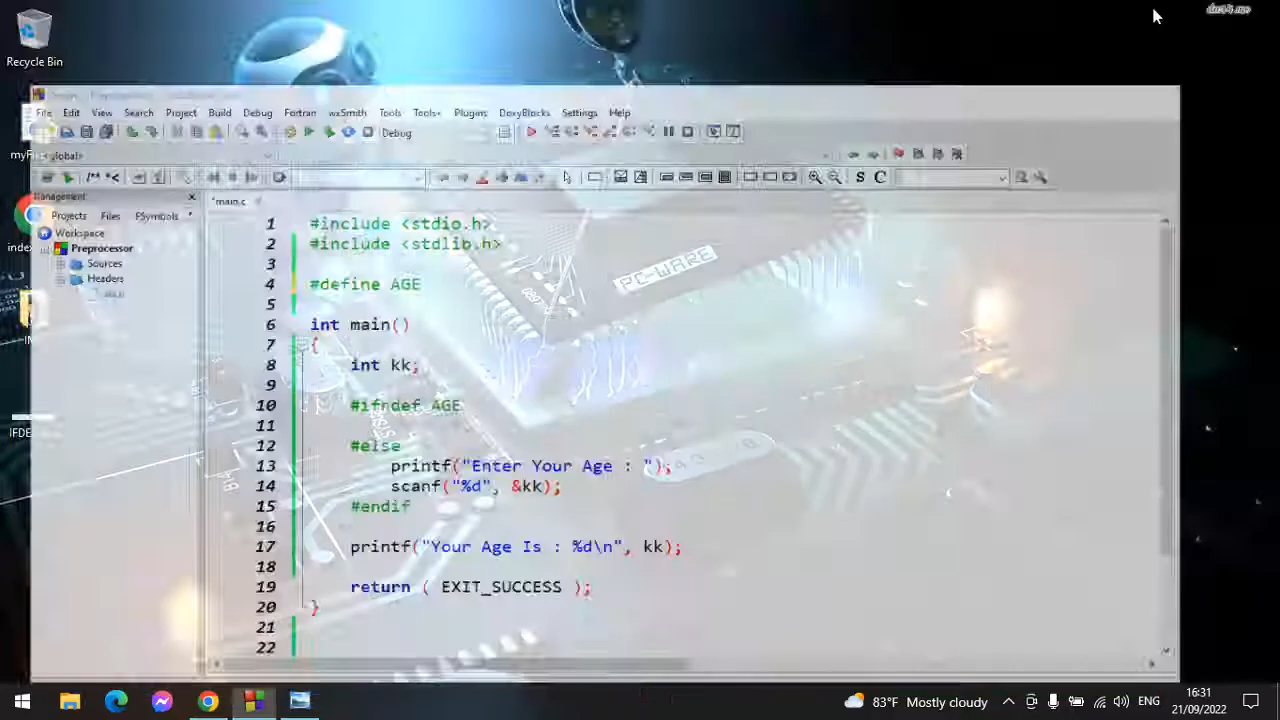 Recycle Bin
File Edit View Search Project Build Debug Fortran wxSmith Tools Tools+ Plugins DoxyBlocks Settings Help
Debug
<global>
/** *<
S C
Management
*main.c
Projects Files FSymbols
Workspace
Preprocessor
Sources
Headers
1 #include <stdio.h>
2 #include <stdlib.h>
3
4 #define AGE
5
6 int main()
7 {
8 int kk;
9
10 #ifndef AGE
11
12 #else
13 printf("Enter Your Age : ");
14 scanf("%d", &kk);
15 #endif
16
17 printf("Your Age Is : %d\n", kk);
18
19 return ( EXIT_SUCCESS );
20 }
21
22
PC-WARE
IFDE
83°F Mostly cloudy
ENG
16:31
21/09/2022